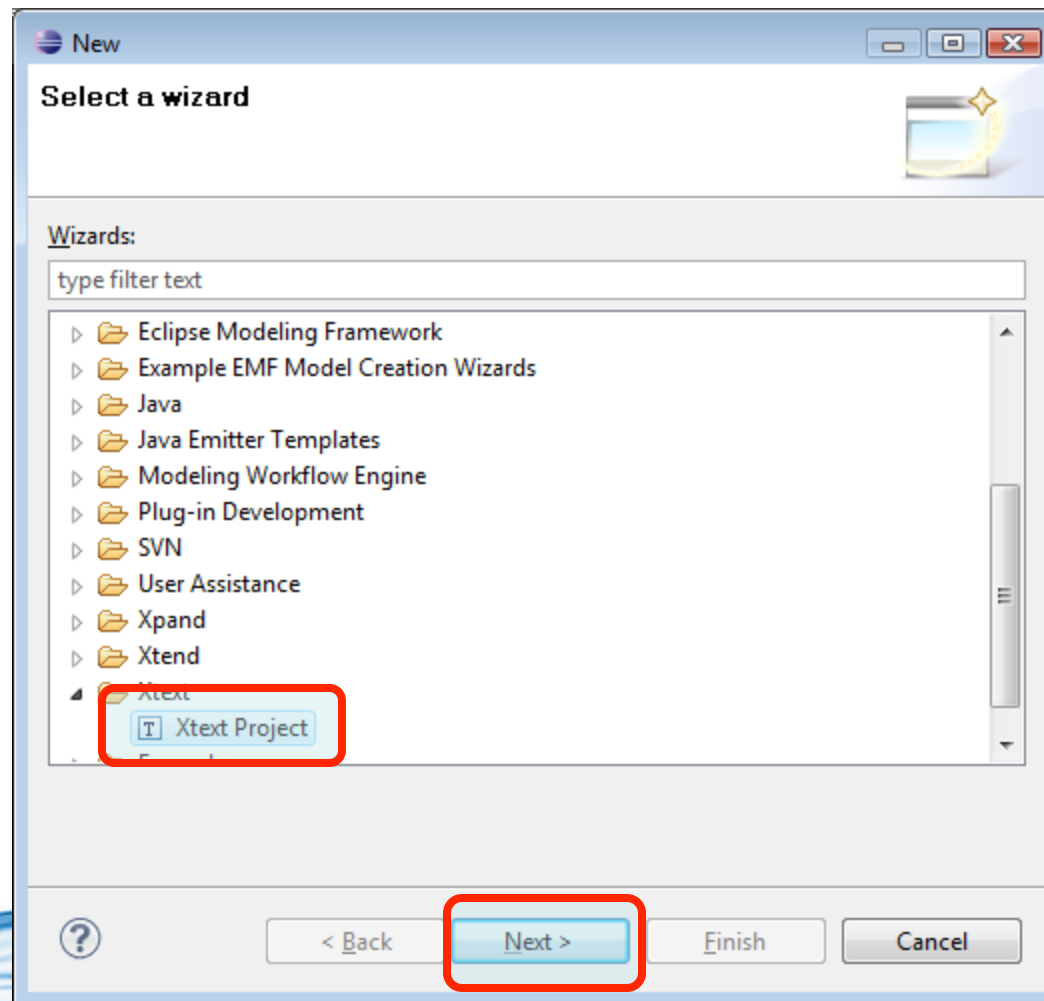 New
Select a wizard
Wizards:
type filter text
Eclipse Modeling Framework
Example EMF Model Creation Wizards
Java
Java Emitter Templates
Modeling Workflow Engine
Plug-in Development
SVN
User Assistance
Xpand
Xtend
Xtext
T Xtext Project
? < Back Next > Finish Cancel